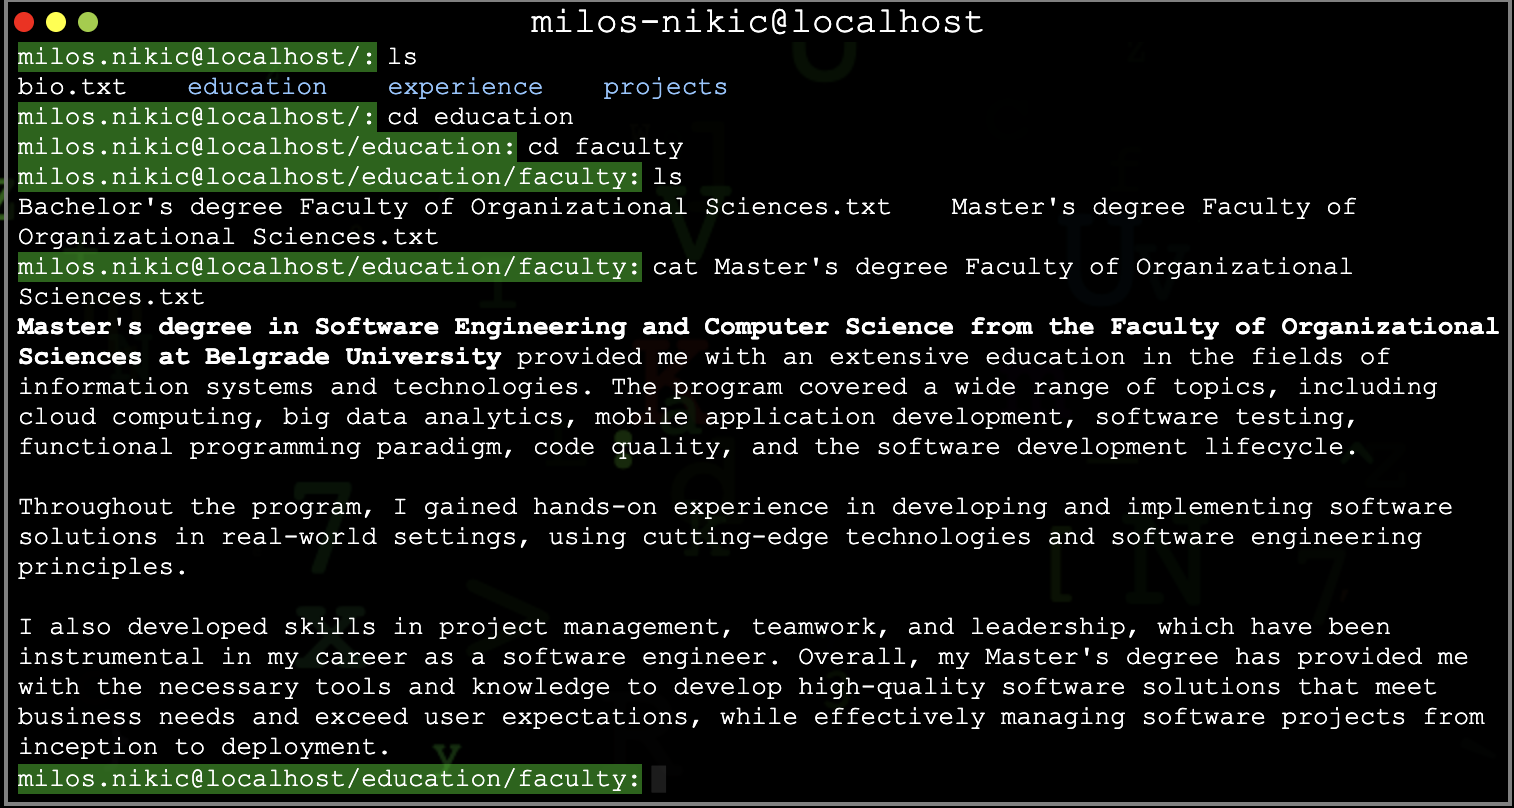 milos-nikic@localhost
milos.nikic@localhost/: ls
bio.txt    education    experience    projects
milos.nikic@localhost/: cd education
milos.nikic@localhost/education: cd faculty
milos.nikic@localhost/education/faculty: ls
Bachelor's degree Faculty of Organizational Sciences.txt    Master's degree Faculty of
Organizational Sciences.txt
milos.nikic@localhost/education/faculty: cat Master's degree Faculty of Organizational
Sciences.txt
Master's degree in Software Engineering and Computer Science from the Faculty of Organizational
Sciences at Belgrade University provided me with an extensive education in the fields of
information systems and technologies. The program covered a wide range of topics, including
cloud computing, big data analytics, mobile application development, software testing,
functional programming paradigm, code quality, and the software development lifecycle.
Throughout the program, I gained hands-on experience in developing and implementing software
solutions in real-world settings, using cutting-edge technologies and software engineering
principles.
I also developed skills in project management, teamwork, and leadership, which have been
instrumental in my career as a software engineer. Overall, my Master's degree has provided me
with the necessary tools and knowledge to develop high-quality software solutions that meet
business needs and exceed user expectations, while effectively managing software projects from
inception to deployment.
milos.nikic@localhost/education/faculty: